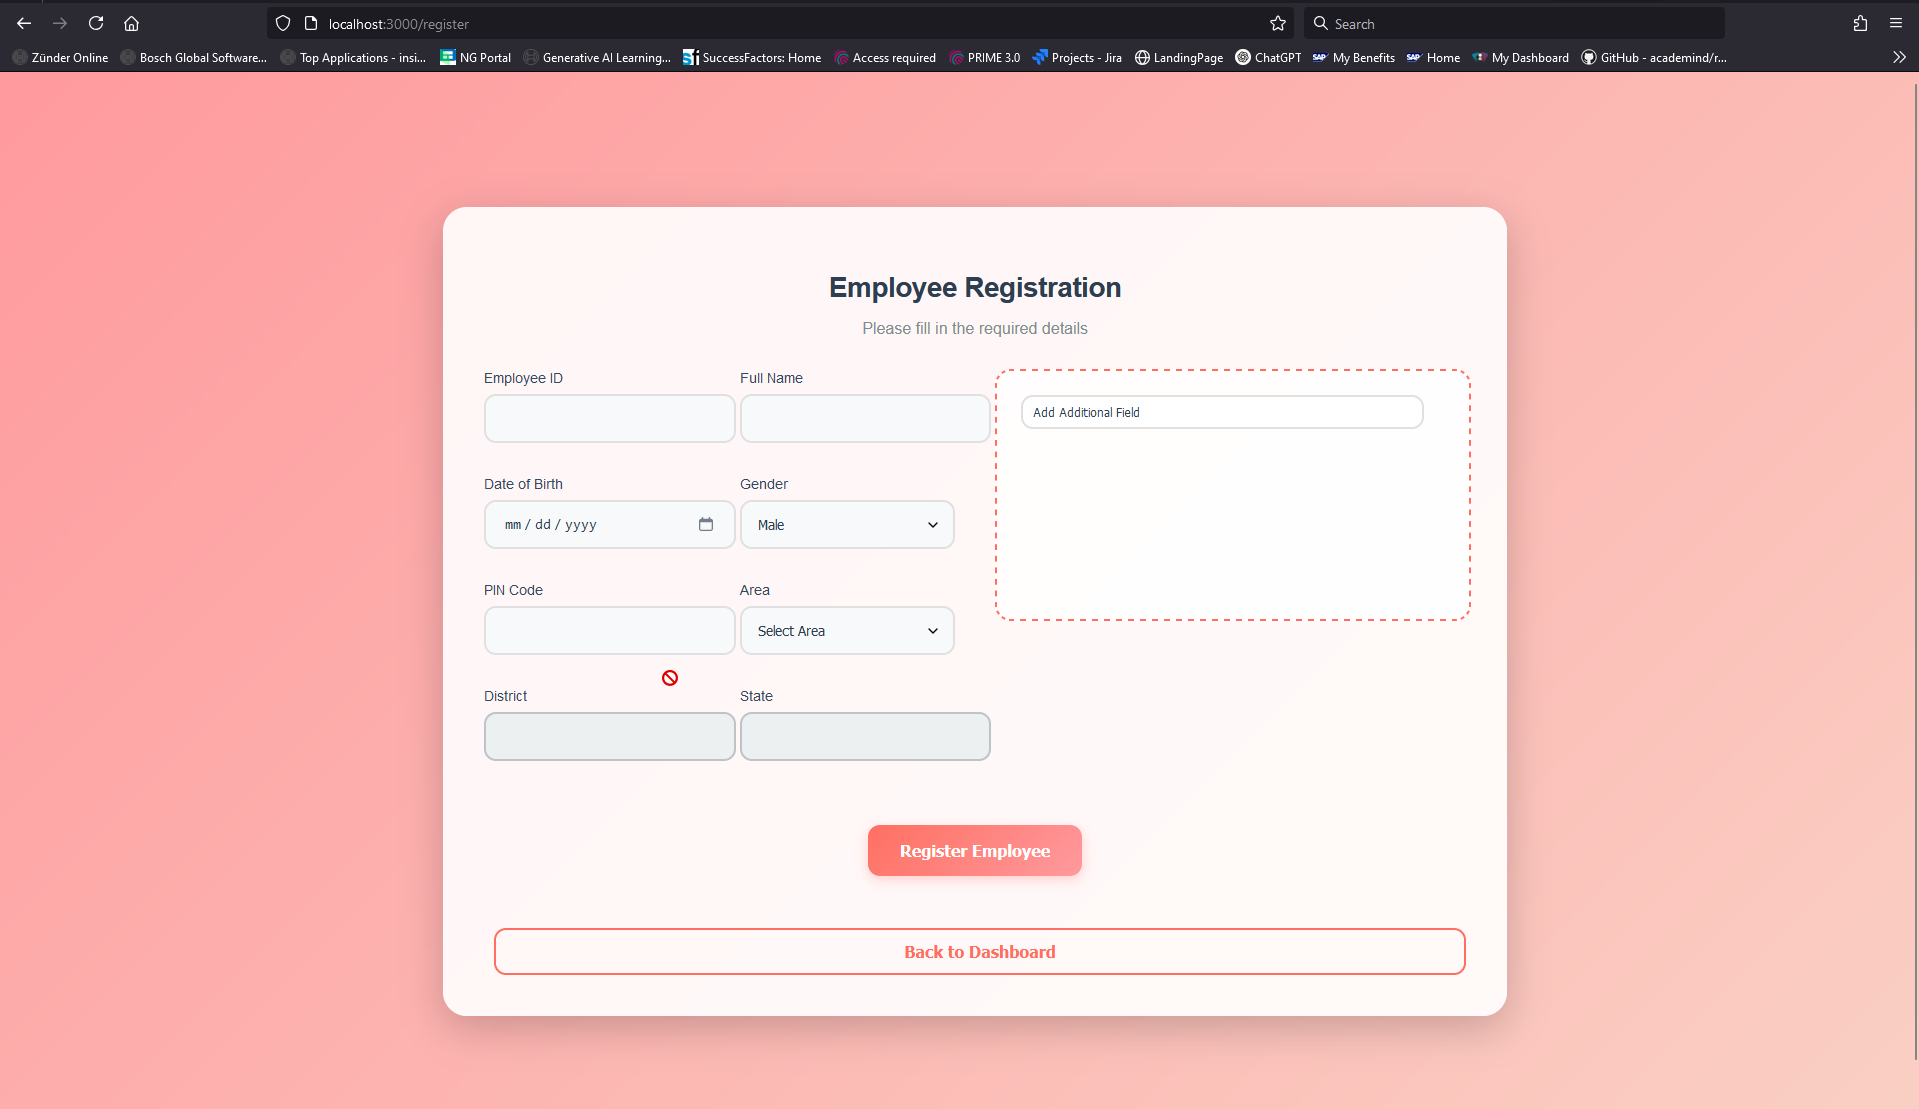 localhost:3000/register
Search
Zünder Online
Bosch Global Software...
Top Applications - insi...
NG Portal
Generative AI Learning...
SuccessFactors: Home
Access required
PRIME 3.0
Projects - Jira
LandingPage
ChatGPT
SAP
My Benefits
SAP
Home
My Dashboard
GitHub - academind/r...
Employee Registration
Please fill in the required details
Employee ID
Full Name
Add Additional Field
Date of Birth
Gender
mm / dd / yyyy
Male
PIN Code
Area
Select Area
District
State
Register Employee
Back to Dashboard